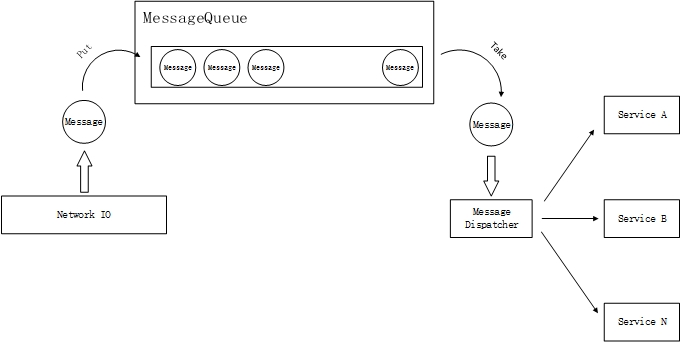 MessageQueue
Put
Message
Message
Message
Message
Take
Message
Message
Network IO
Message
Dispatcher
Service A
Service B
Service N